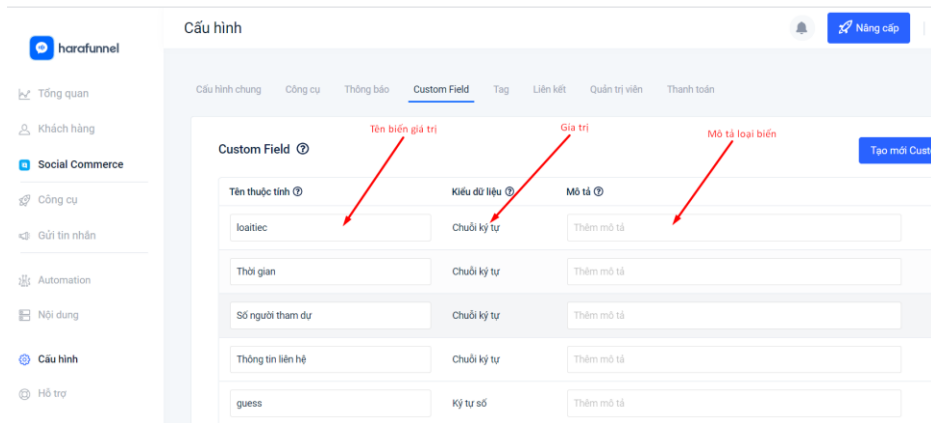 harafunnel
Cấu hình
Nâng cấp
Tổng quan
Khách hàng
Social Commerce
Công cụ
Gửi tin nhắn
Automation
Nội dung
Cấu hình
Hỗ trợ
Cấu hình chung Công cụ Thông báo Custom Field Tag Liên kết Quản trị viên Thanh toán
Tên biến giá trị Gía trị Mô tả loại biến
Custom Field
Tạo mới Cust
Tên thuộc tính Kiểu dữ liệu Mô tả
loaitiec Chuỗi ký tự Thêm mô tả
Thời gian Chuỗi ký tự Thêm mô tả
Số người tham dự Chuỗi ký tự Thêm mô tả
Thông tin liên hệ Chuỗi ký tự Thêm mô tả
guess Ký tự số Thêm mô tả